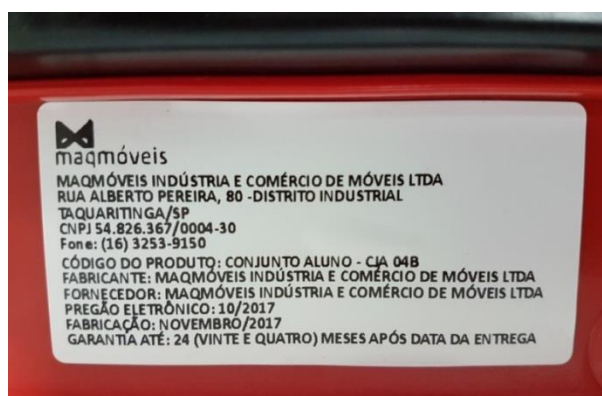 maqmóveis
MAQMÓVEIS INDÚSTRIA E COMÉRCIO DE MÓVEIS LTDA
RUA ALBERTO PEREIRA, 80 -DISTRITO INDUSTRIAL
TAQUARITINGA/SP
CNPJ 54.826.367/0004-30
Fone: (16) 3253-9150
CÓDIGO DO PRODUTO: CONJUNTO ALUNO - CJA 04B
FABRICANTE: MAQMÓVEIS INDÚSTRIA E COMÉRCIO DE MÓVEIS LTDA
FORNECEDOR: MAQMÓVEIS INDÚSTRIA E COMÉRCIO DE MÓVEIS LTDA
PREGÃO ELETRÔNICO: 10/2017
FABRICAÇÃO: NOVEMBRO/2017
GARANTIA ATÉ: 24 (VINTE E QUATRO) MESES APÓS DATA DA ENTREGA